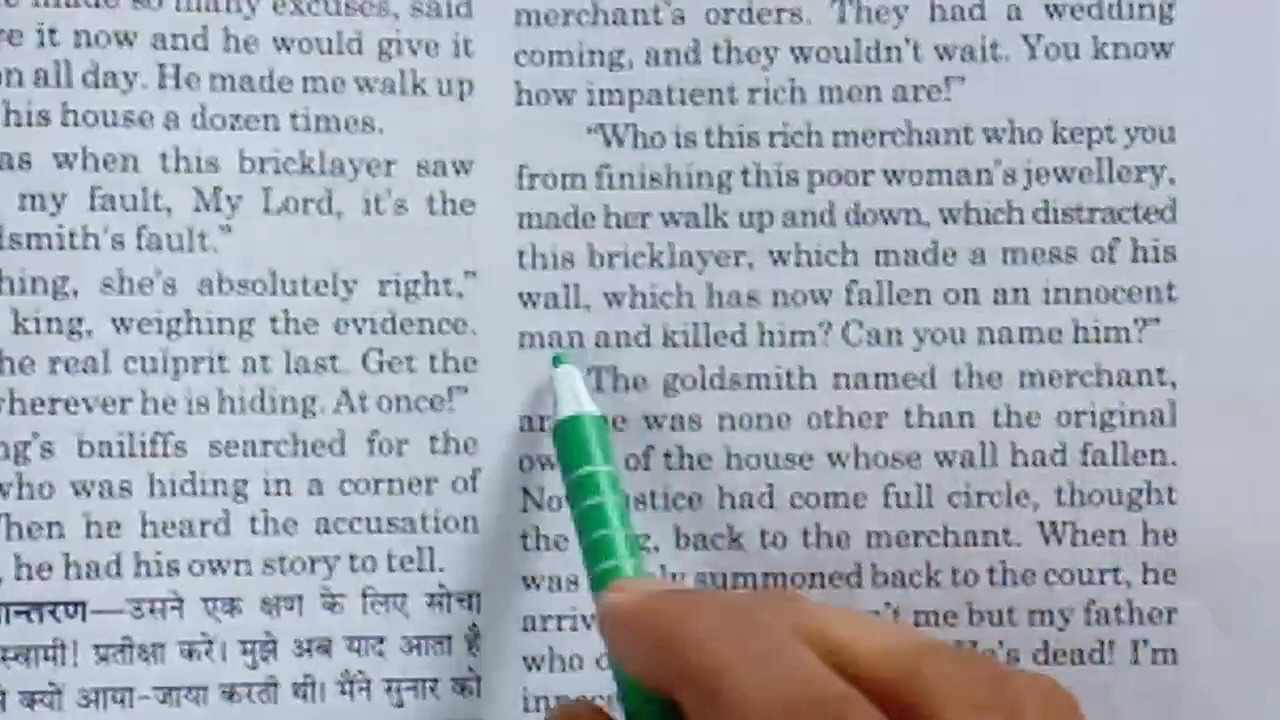 made so many excuses, said
e it now and he would give it
n all day. He made me walk up
his house a dozen times.
as when this bricklayer saw
my fault, My Lord, it's the
smith's fault."
hing, she's absolutely right,"
king, weighing the evidence.
he real culprit at last. Get the
wherever he is hiding. At once!"
ng's bailiffs searched for the
who was hiding in a corner of
hen he heard the accusation
, he had his own story to tell.
ान्तरण—उसने एक क्षण के लिए सोचा
स्वामी! प्रतीक्षा करें। मुझे अब याद आता है
क्यों आया-जाया करती थी। मैंने सुनार को
merchant's orders. They had a wedding
coming, and they wouldn't wait. You know
how impatient rich men are!"
"Who is this rich merchant who kept you
from finishing this poor woman's jewellery,
made her walk up and down, which distracted
this bricklayer, which made a mess of his
wall, which has now fallen on an innocent
man and killed him? Can you name him?"
The goldsmith named the merchant,
e was none other than the original
of the house whose wall had fallen.
stice had come full circle, thought
the back to the merchant. When he
was summoned back to the court, he
arriv 't me but my father
who He's dead! I'm